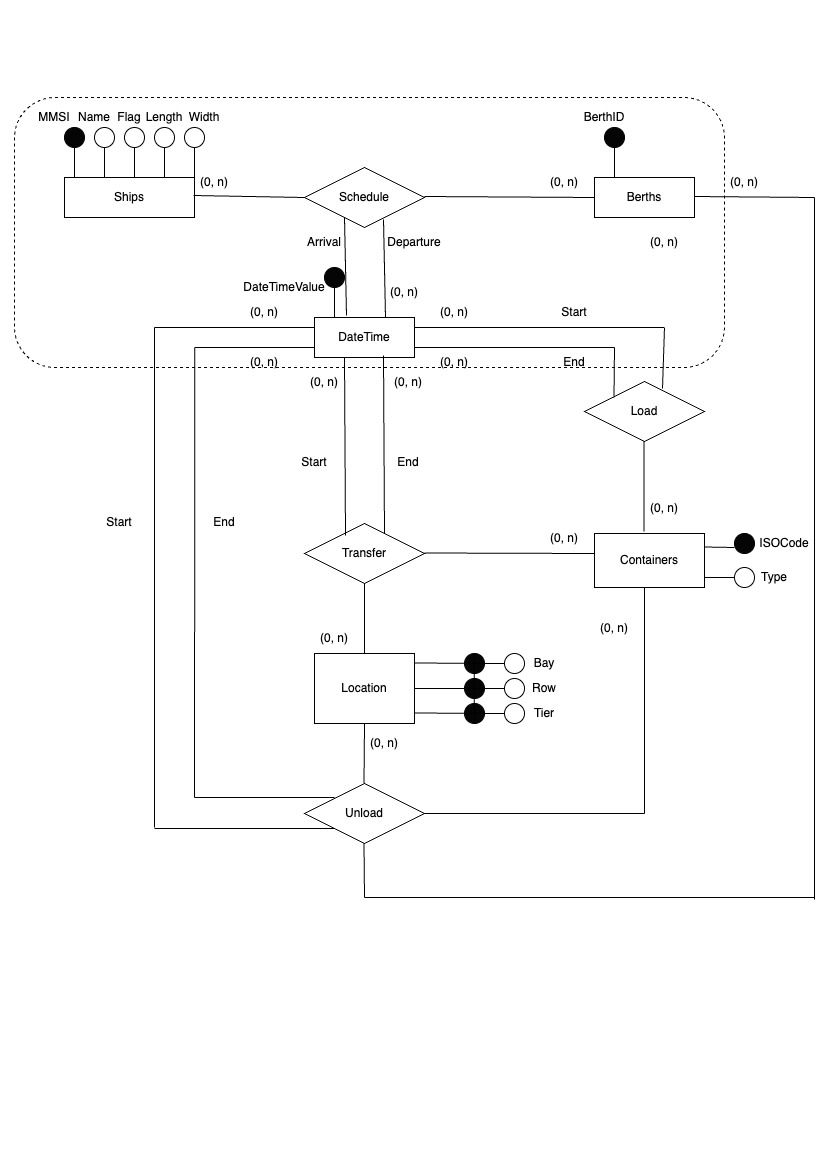 MMSI Name Flag Length Width
BerthID
(0, n)
(0, n)
(0, n)
Ships
Schedule
Berths
Arrival
Departure
(0, n)
DateTimeValue
(0, n)
(0, n)
(0, n)
Start
DateTime
(0, n)
(0, n)
End
(0, n)
(0, n)
Load
Start
End
(0, n)
Start
End
(0, n)
ISOCode
Transfer
Containers
Type
(0, n)
(0, n)
Bay
Location
Row
Tier
(0, n)
Unload